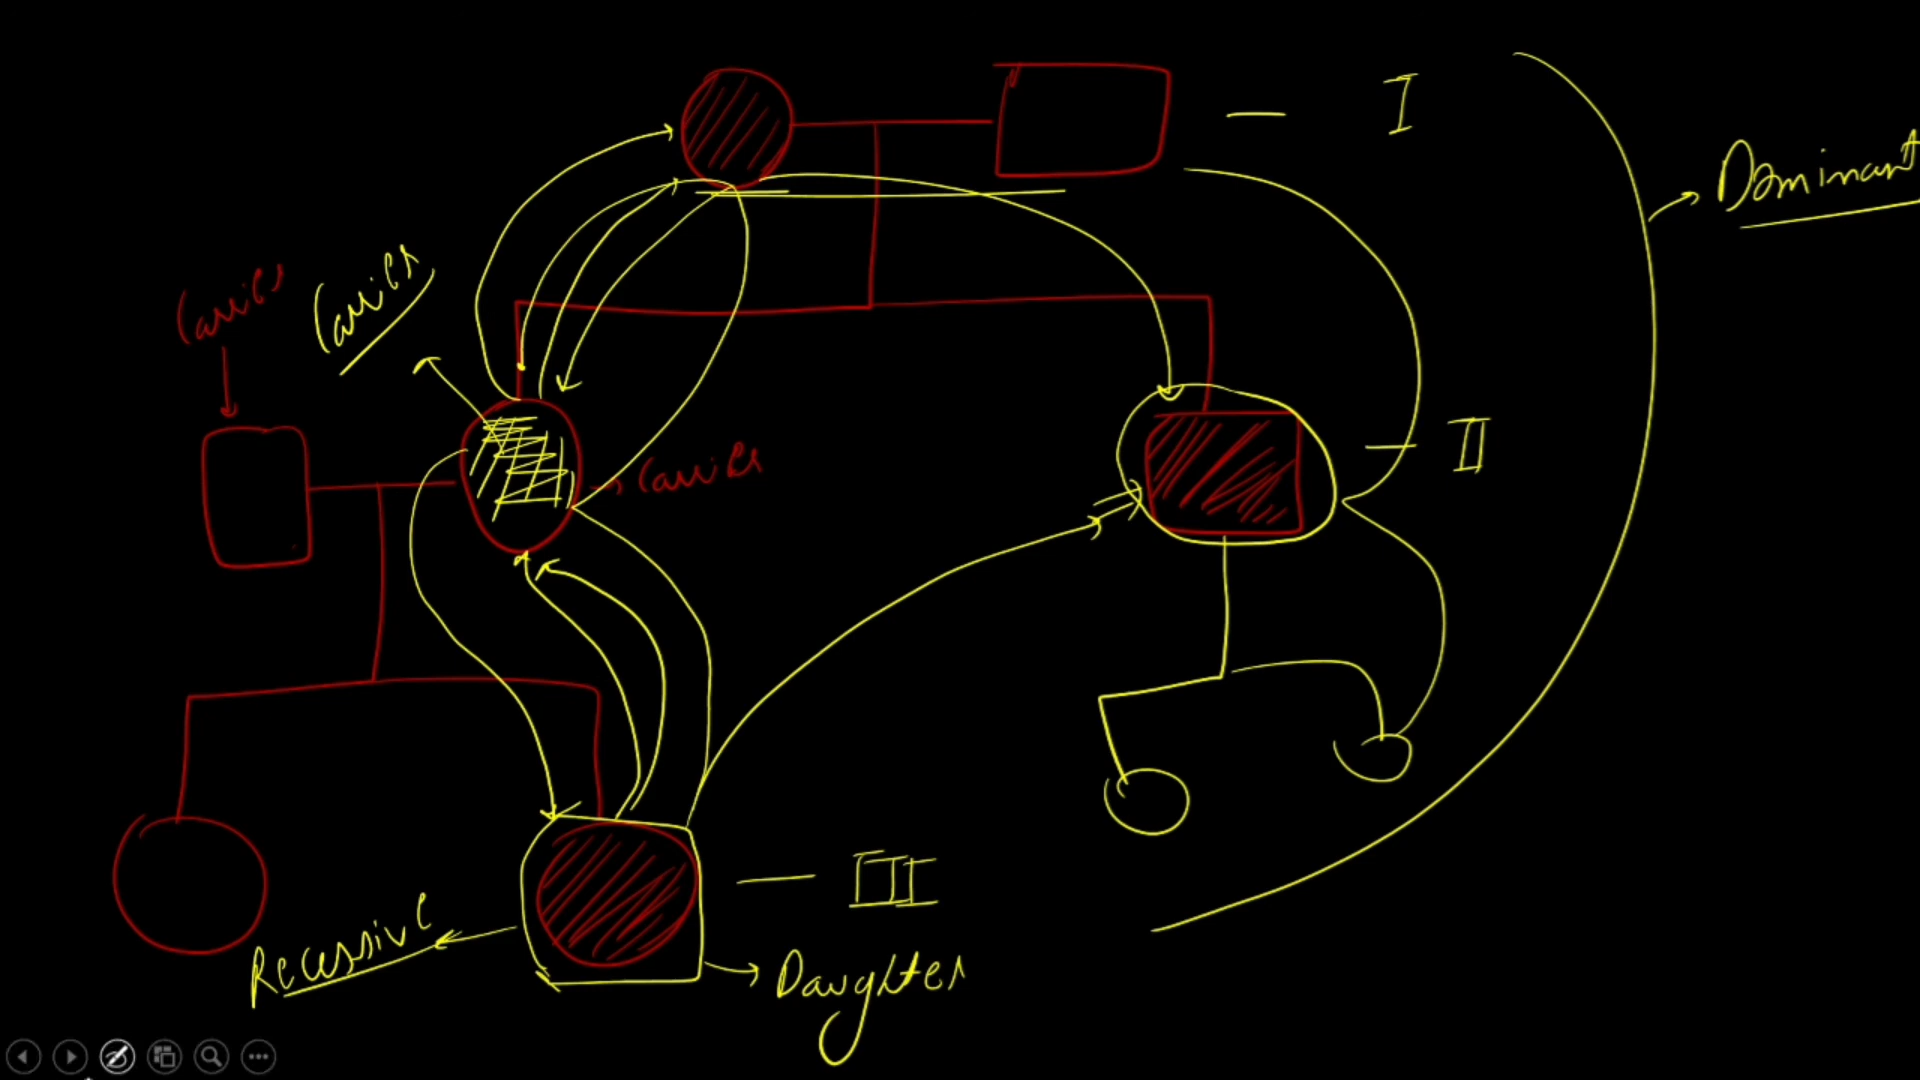 I
Dominant
Carrier
Carrier
II
Carrier
III
Recessive
Daughter